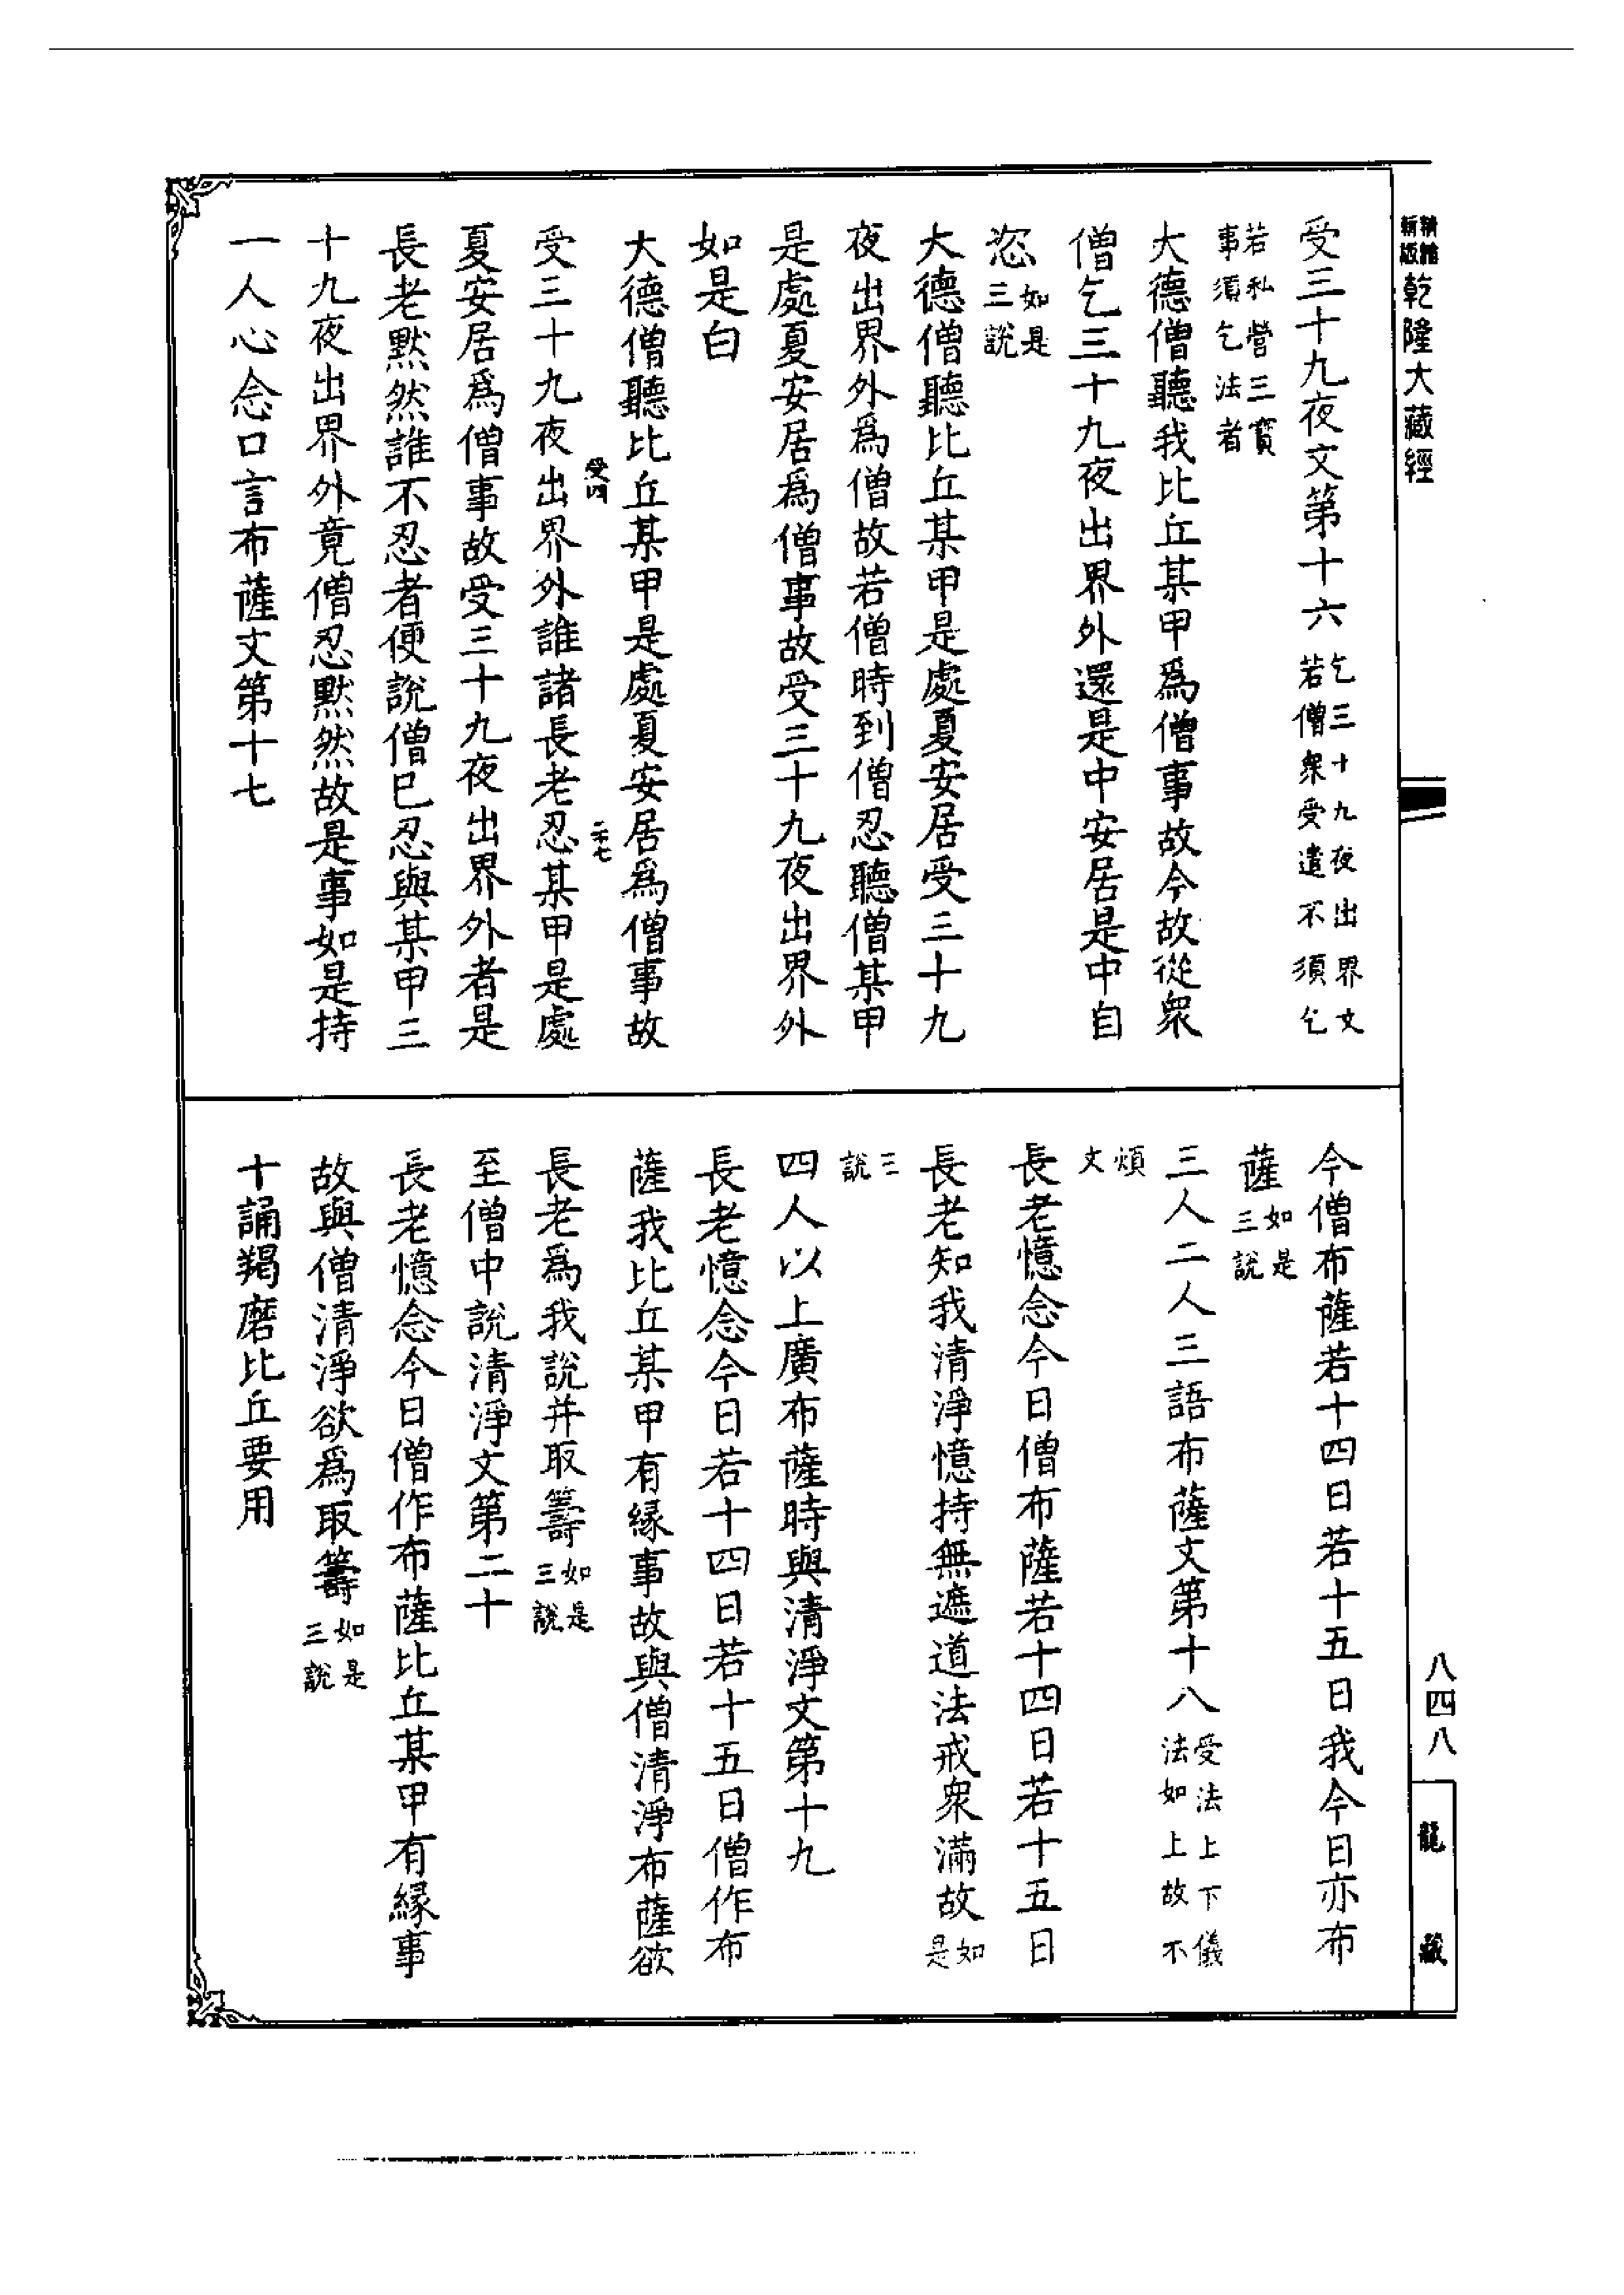 精雕新版
乾隆大藏經
受三十九夜文第十六乞三十九夜出界文若僧衆受遣不須乞
若私營三寶事須乞法者
大德僧聽我比丘某甲爲僧事故今故從衆
僧乞三十九夜出界外還是中安居是中自
恣如是三說
大德僧聽比丘某甲是處夏安居受三十九
夜出界外爲僧故若僧時到僧忍聽僧某甲
是處夏安居爲僧事故受三十九夜出界外
如是白
大德僧聽比丘某甲是處夏安居爲僧事故
受四
二十七
受三十九夜出界外誰諸長老忍某甲是處
夏安居爲僧事故受三十九夜出界外者是
長老默然誰不忍者便說僧已忍與某甲三
十九夜出界外竟僧忍默然故是事如是持
一人心念口言布薩文第十七
今僧布薩若十四日若十五日我今日亦布
薩如是三說
三人二人三語布薩文第十八受法上下儀法如上故不
煩文
長老憶念今日僧布薩若十四日若十五日
長老知我清淨憶持無遮道法戒衆滿故如是
三說
四人以上廣布薩時與清淨文第十九
長老憶念今日若十四日若十五日僧作布
薩我比丘某甲有緣事故與僧清淨布薩欲
長老爲我說并取籌如是三說
至僧中說清淨文第二十
長老憶念今日僧作布薩比丘某甲有緣事
故與僧清淨欲爲取籌如是三說
十誦羯磨比丘要用
八四八
龍藏